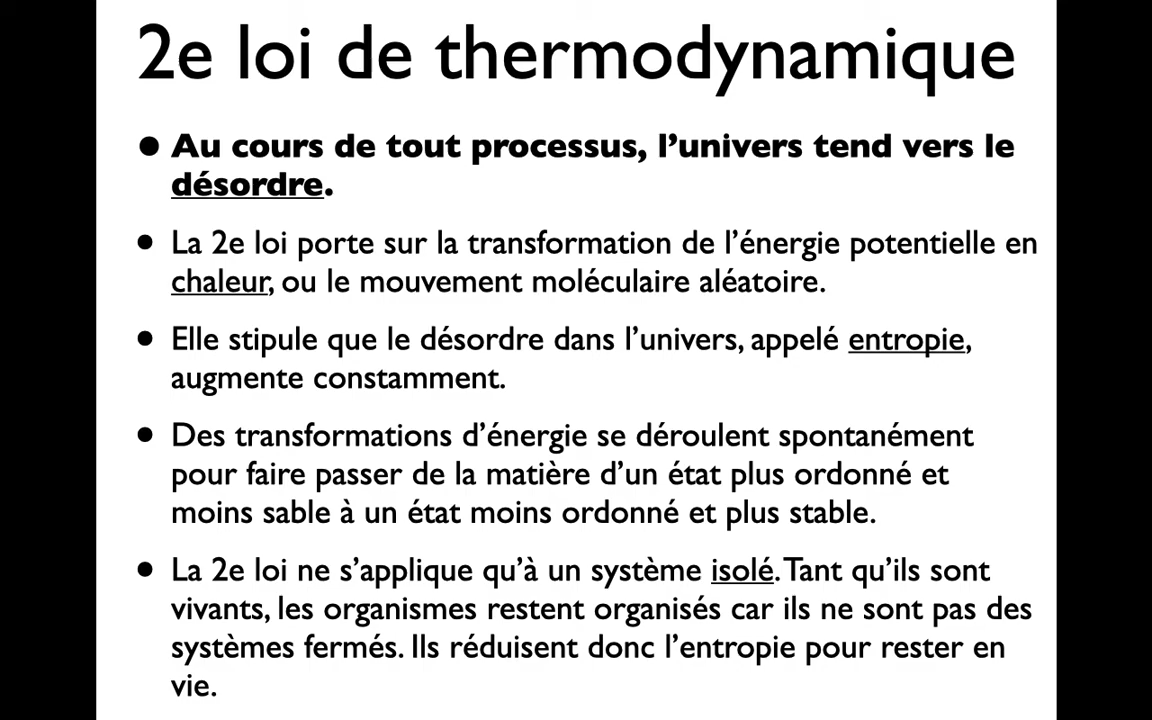 2e loi de thermodynamique
• Au cours de tout processus, l’univers tend vers le
désordre.
• La 2e loi porte sur la transformation de l’énergie potentielle en
chaleur, ou le mouvement moléculaire aléatoire.
• Elle stipule que le désordre dans l’univers, appelé entropie,
augmente constamment.
• Des transformations d’énergie se déroulent spontanément
pour faire passer de la matière d’un état plus ordonné et
moins sable à un état moins ordonné et plus stable.
• La 2e loi ne s’applique qu’à un système isolé. Tant qu’ils sont
vivants, les organismes restent organisés car ils ne sont pas des
systèmes fermés. Ils réduisent donc l’entropie pour rester en
vie.